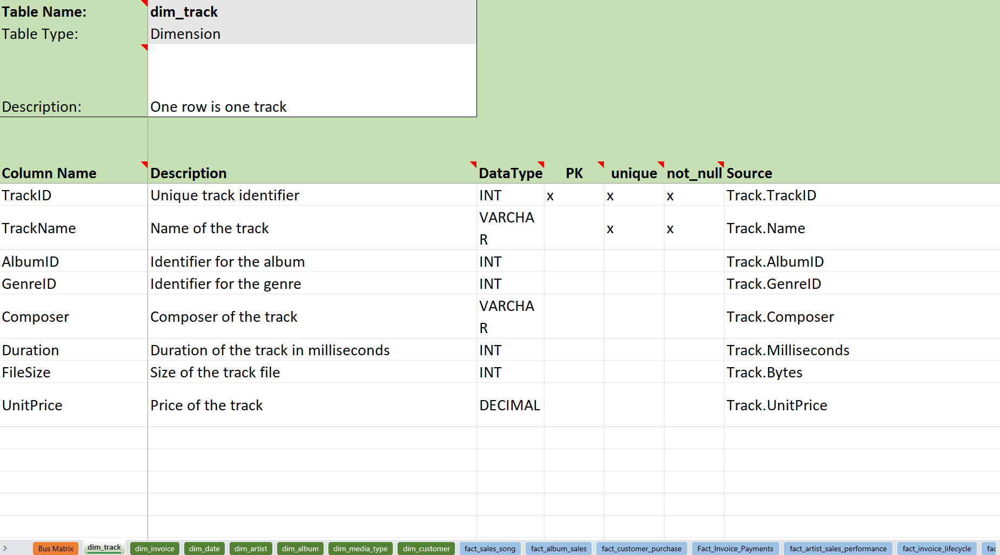 Table Name: dim_track
Table Type: Dimension
Description: One row is one track
Column Name Description DataType PK unique not_null Source
TrackID Unique track identifier INT x x x Track.TrackID
TrackName Name of the track VARCHA
R x x Track.Name
AlbumID Identifier for the album INT Track.AlbumID
GenreID Identifier for the genre INT Track.GenreID
Composer Composer of the track VARCHA
R Track.Composer
Duration Duration of the track in milliseconds INT Track.Milliseconds
FileSize Size of the track file INT Track.Bytes
UnitPrice Price of the track DECIMAL Track.UnitPrice
Bus Matrix dim_track dim_invoice dim_date dim_artist dim_album dim_media_type dim_customer fact_sales_song fact_album_sales fact_customer_purchase Fact_Invoice_Payments fact_artist_sales_performance fact_invoice_lifecycle